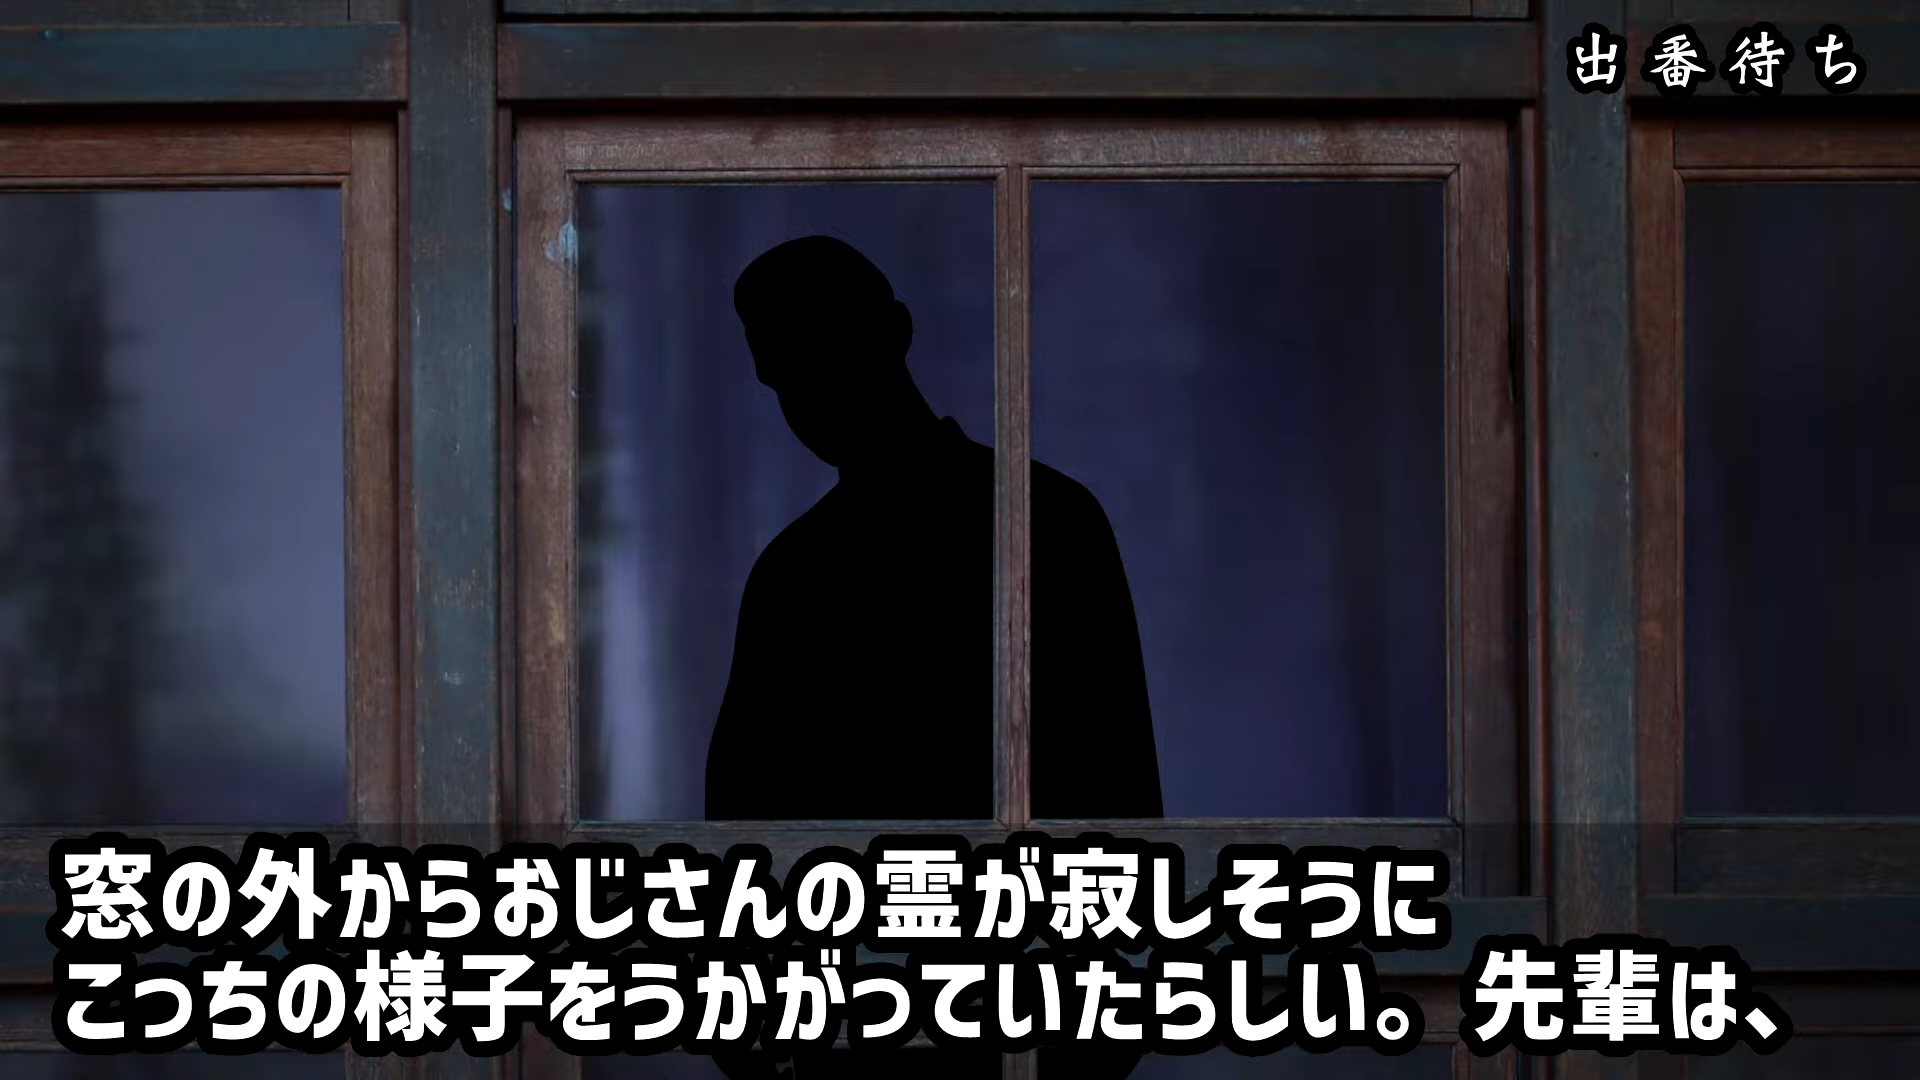 出番待ち
窓の外からおじさんの霊が寂しそうに
こっちの様子をうかがっていたらしい。先輩は、